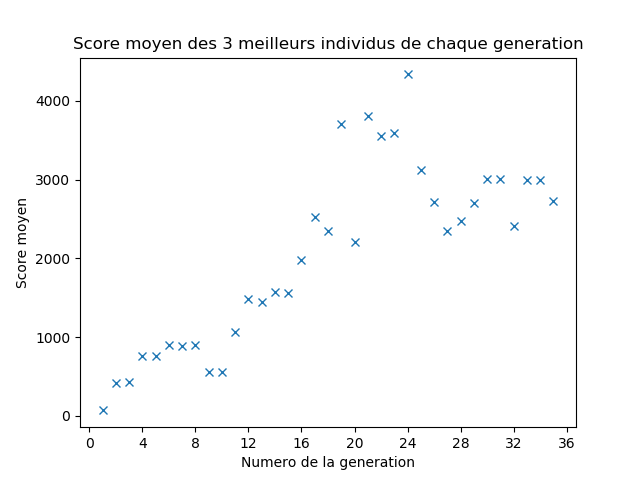 Score moyen des 3 meilleurs individus de chaque generation
4000
3000
2000
1000
0
Score moyen
0 4 8 12 16 20 24 28 32 36
Numero de la generation